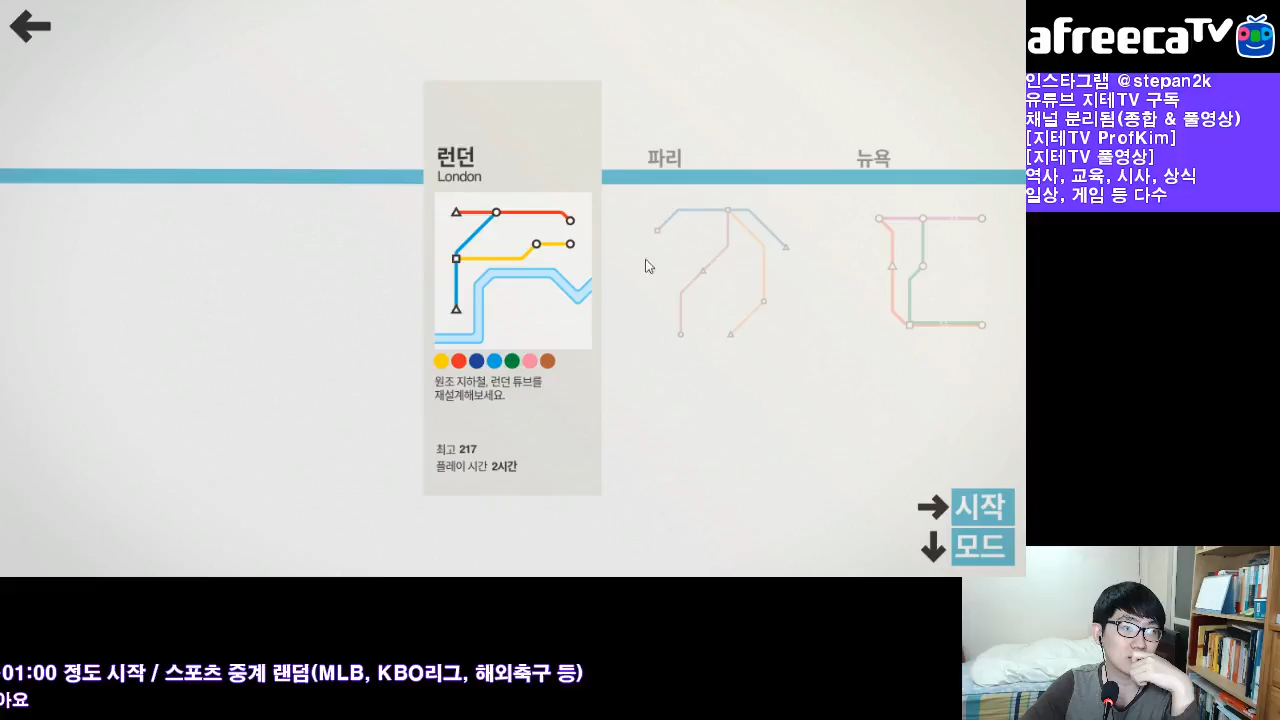 afreecaTV
인스타그램 @stepan2k
유튜브 지테TV 구독
채널 분리됨(종합 & 풀영상)
[지테TV ProfKim]
[지테TV 풀영상]
역사, 교육, 시사, 상식
일상, 게임 등 다수
런던
London
파리
뉴욕
원조 지하철, 런던 튜브를
재설계해보세요.
최고 217
플레이 시간 2시간
시작
모드
01:00 정도 시작 / 스포츠 중계 랜덤(MLB, KBO리그, 해외축구 등)
아요